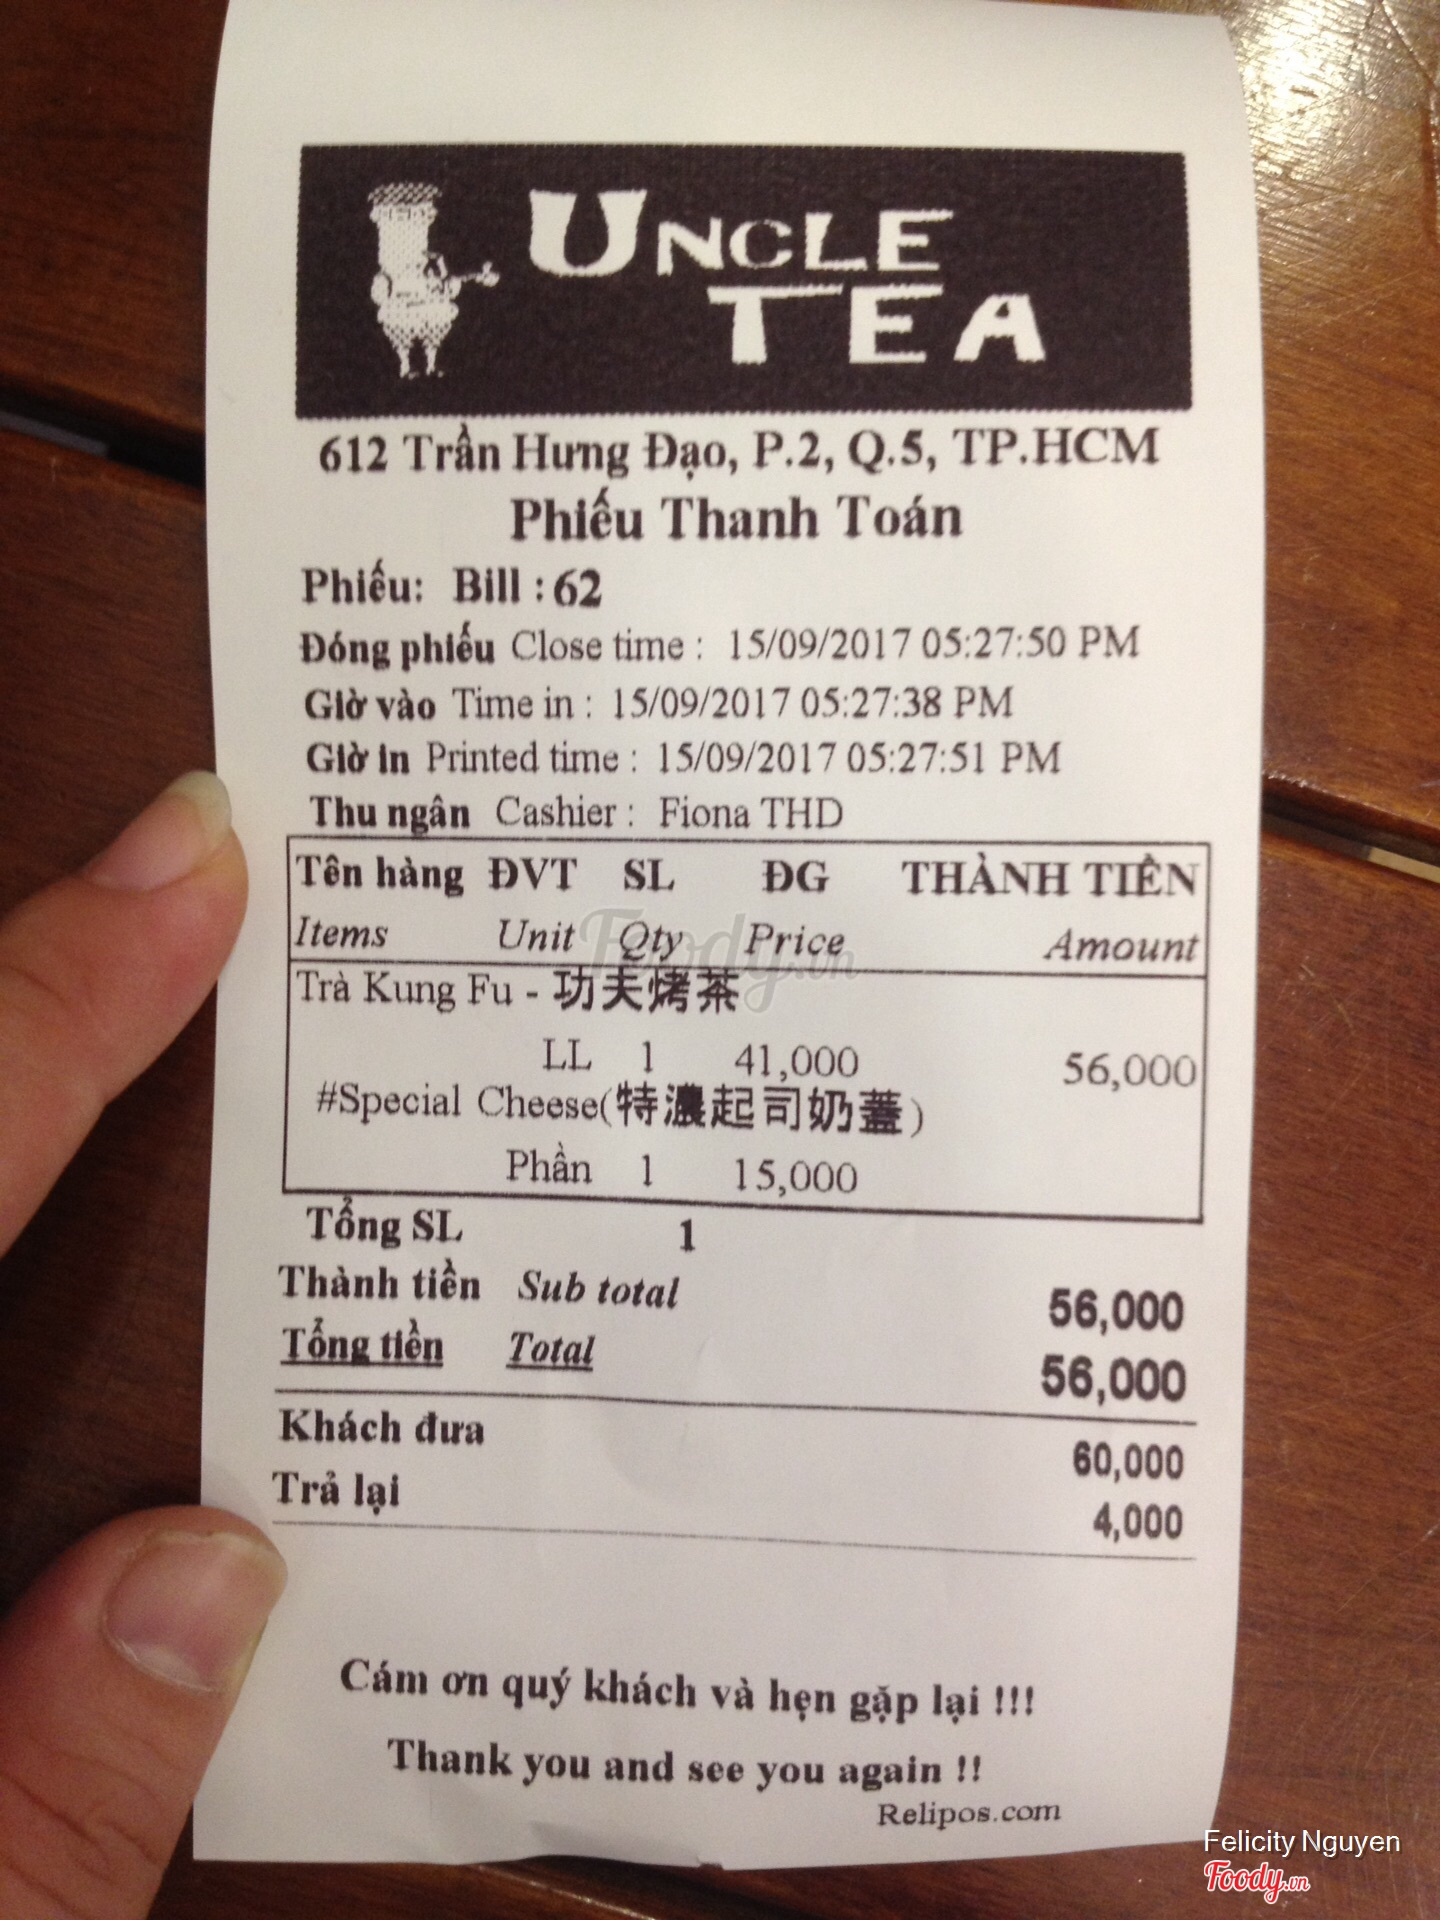 UNCLE
TEA
612 Trần Hưng Đạo, P.2, Q.5, TP.HCM
Phiếu Thanh Toán
Phiếu: Bill : 62
Đóng phiếu Close time : 15/09/2017 05:27:50 PM
Giờ vào Time in : 15/09/2017 05:27:38 PM
Giờ in Printed time : 15/09/2017 05:27:51 PM
Thu ngân Cashier : Fiona THD
Tên hàng ĐVT SL ĐG THÀNH TIỀN
Items Unit Qty Price Amount
Foody.vn
Trà Kung Fu - 功夫烤茶
LL 1 41,000 56,000
#Special Cheese(特濃起司奶蓋)
Phần 1 15,000
Tổng SL 1
Thành tiền Sub total 56,000
Tổng tiền Total 56,000
Khách đưa 60,000
Trả lại 4,000
Cám ơn quý khách và hẹn gặp lại !!!
Thank you and see you again !!
Relipos.com
Felicity Nguyen
Foody.vn